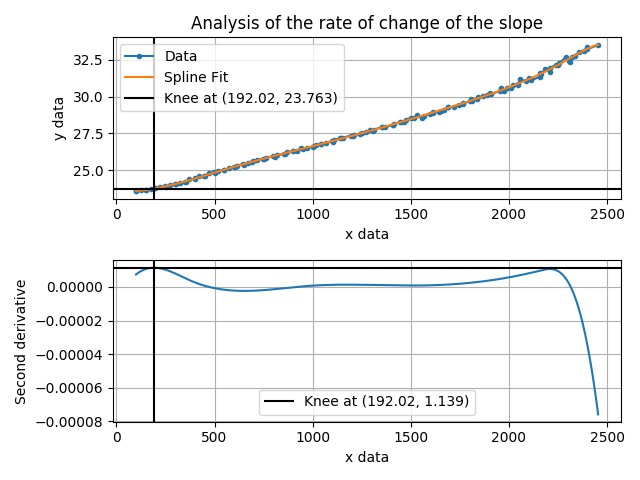 Analysis of the rate of change of the slope
32.5
30.0
27.5
25.0
y data
Data
Spline Fit
Knee at (192.02, 23.763)
0
500
1000
1500
2000
2500
x data
0.00000
−0.00002
−0.00004
−0.00006
−0.00008
Second derivative
Knee at (192.02, 1.139)
0
500
1000
1500
2000
2500
x data